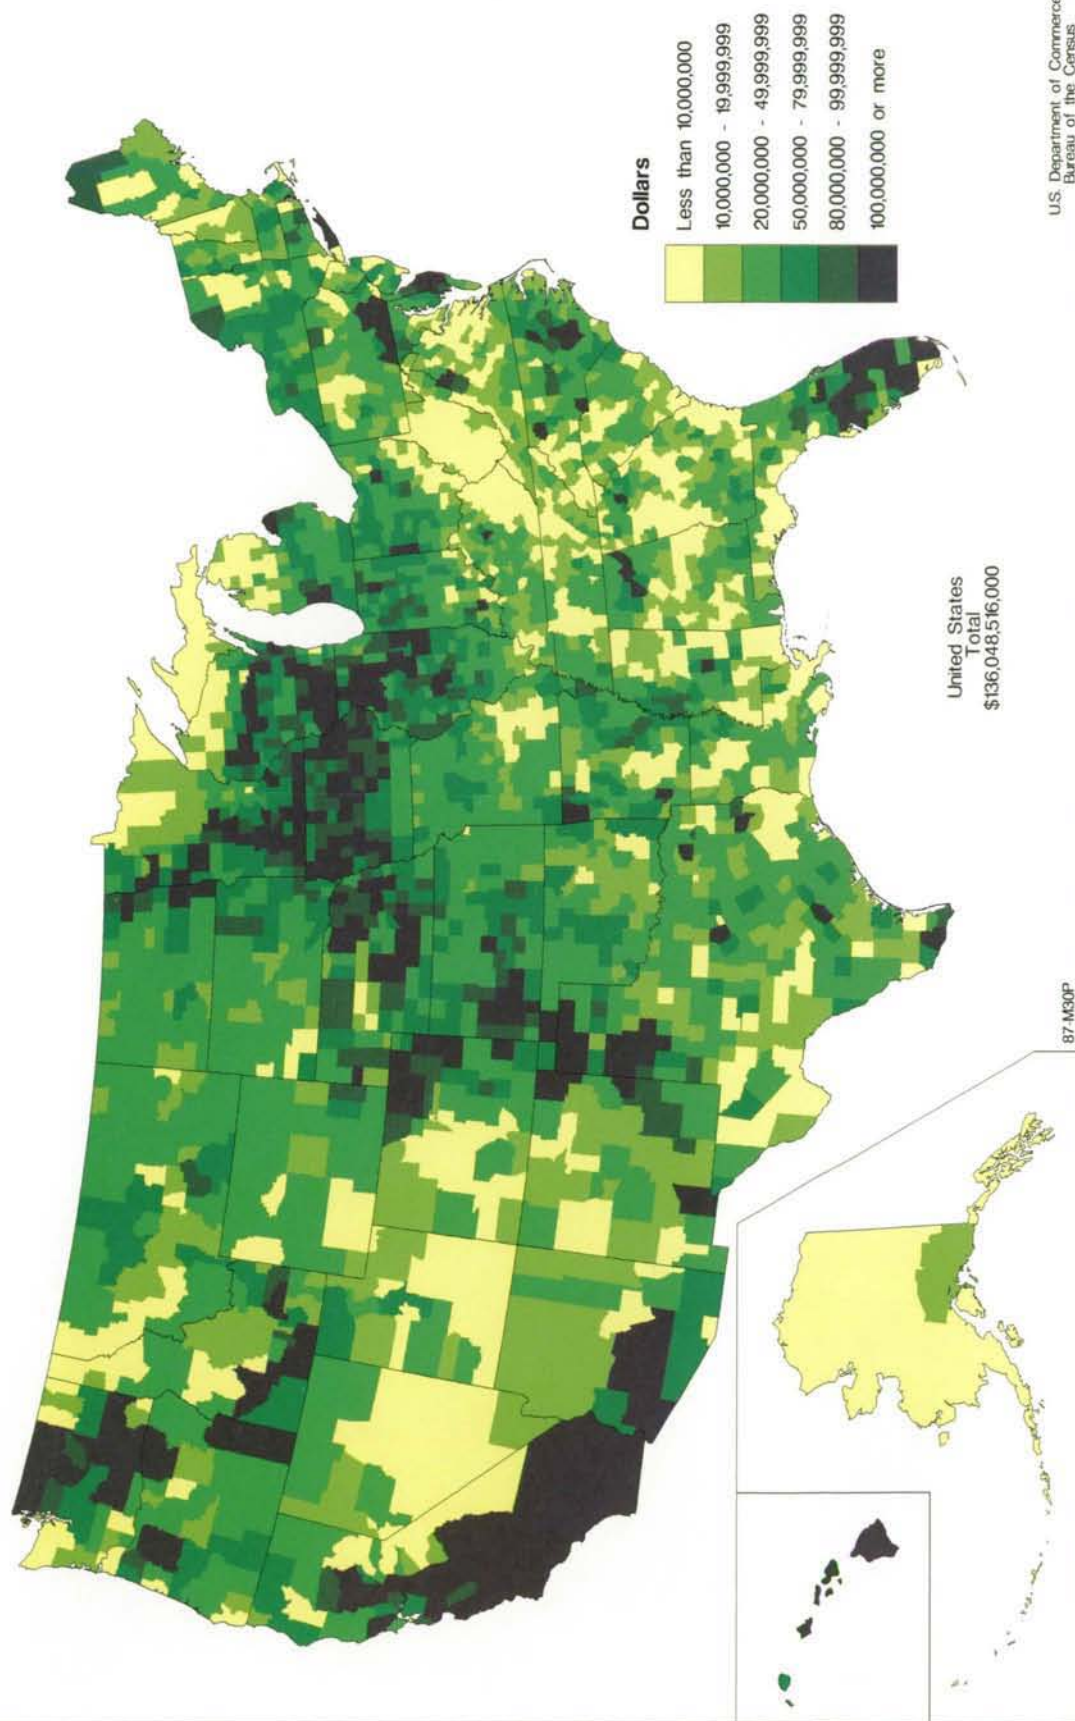 Dollars
Less than 10,000,000
10,000,000 - 19,999,999
20,000,000 - 49,999,999
50,000,000 - 79,9999,999
80,000,000 - 99,9999,999
100,000,000 or more
United States
Total
$136,048,516,000
87-M30P
U.S. Department of Commerce
Bureau of the Census